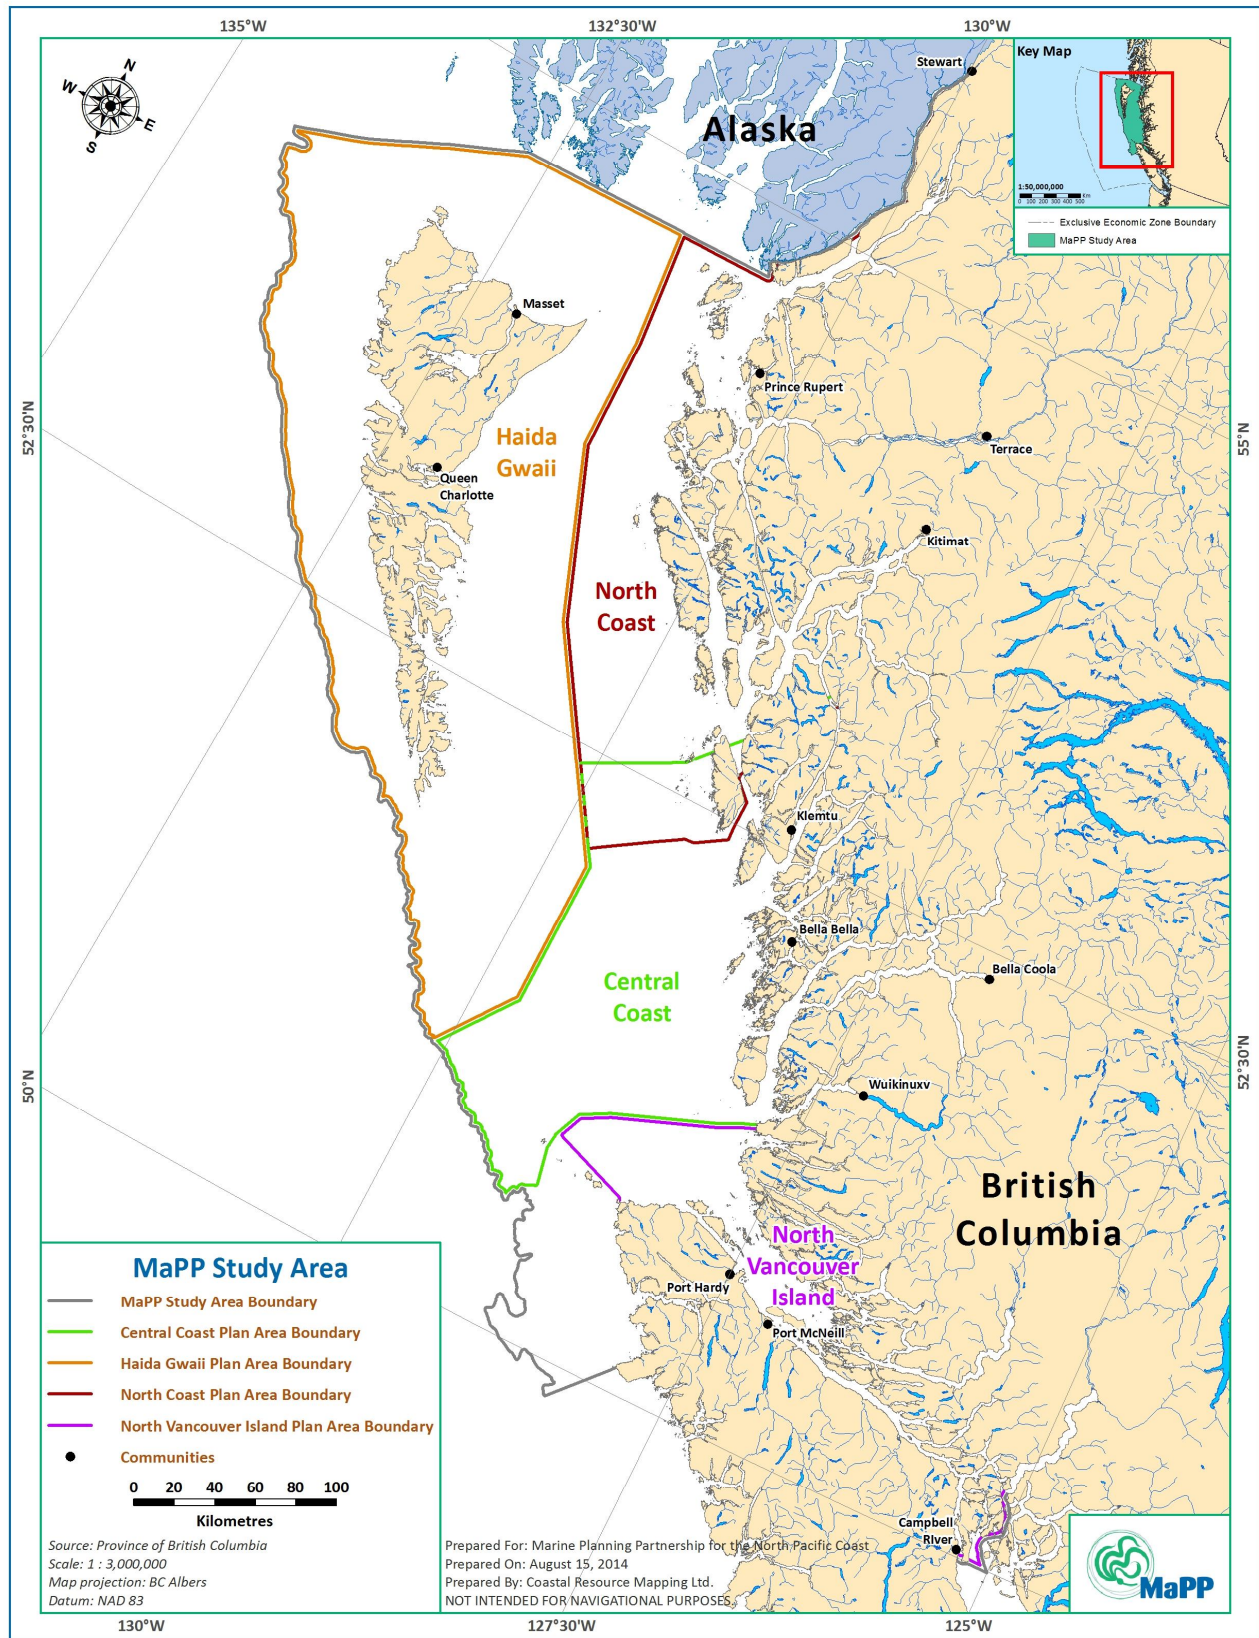 135°W
132°30'W
130°W
N
W
E
S
Stewart
Alaska
Key Map
1:50,000,000
0 100 200 300 400 500 Km
Exclusive Economic Zone Boundary
MaPP Study Area
Masset
Prince Rupert
Haida
Gwaii
Terrace
Queen
Charlotte
52°30'N
55°N
Kitimat
North
Coast
Klemtu
Bella Bella
Bella Coola
Central
Coast
Wuikinuxv
50°N
52°30'N
British
Columbia
North
Vancouver
Island
Port Hardy
Port McNeill
Campbell
River
MaPP Study Area
MaPP Study Area Boundary
Central Coast Plan Area Boundary
Haida Gwaii Plan Area Boundary
North Coast Plan Area Boundary
North Vancouver Island Plan Area Boundary
Communities
0 20 40 60 80 100
Kilometres
Source: Province of British Columbia
Scale: 1 : 3,000,000
Map projection: BC Albers
Datum: NAD 83
Prepared For: Marine Planning Partnership for the North Pacific Coast
Prepared On: August 15, 2014
Prepared By: Coastal Resource Mapping Ltd.
NOT INTENDED FOR NAVIGATIONAL PURPOSES.
MaPP
130°W
127°30'W
125°W